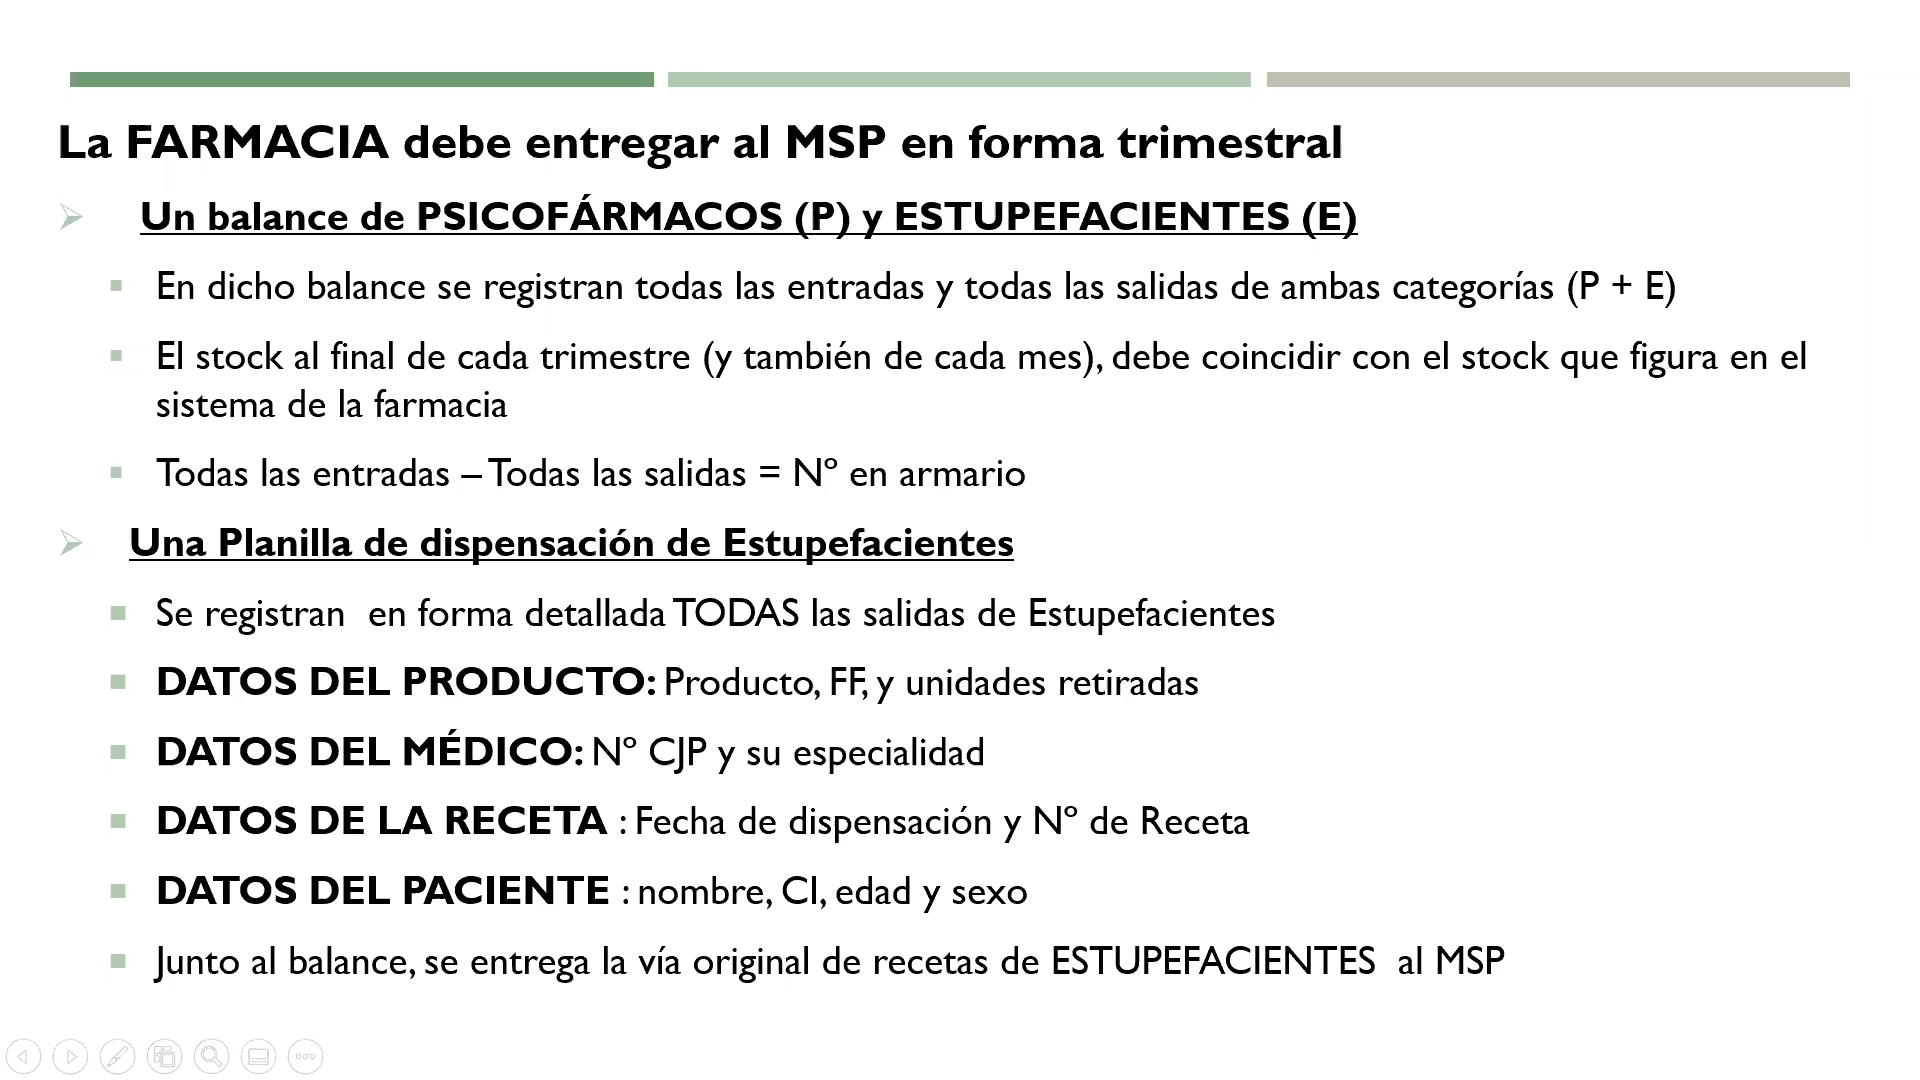 La FARMACIA debe entregar al MSP en forma trimestral
Un balance de PSICOFÁRMACOS (P) y ESTUPEFACIENTES (E)
En dicho balance se registran todas las entradas y todas las salidas de ambas categorías (P + E)
El stock al final de cada trimestre (y también de cada mes), debe coincidir con el stock que figura en el
sistema de la farmacia
Todas las entradas – Todas las salidas = Nº en armario
Una Planilla de dispensación de Estupefacientes
Se registran  en forma detallada TODAS las salidas de Estupefacientes
DATOS DEL PRODUCTO: Producto, FF, y unidades retiradas
DATOS DEL MÉDICO: Nº CJP y su especialidad
DATOS DE LA RECETA : Fecha de dispensación y Nº de Receta
DATOS DEL PACIENTE : nombre, CI, edad y sexo
Junto al balance, se entrega la vía original de recetas de ESTUPEFACIENTES  al MSP